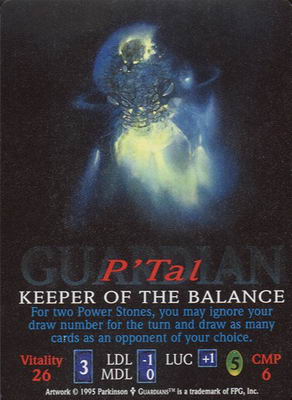 GUARDIAN
P'Tal
KEEPER OF THE BALANCE
For two Power Stones, you may ignore your
draw number for the turn and draw as many
cards as an opponent of your choice.
Vitality 26 3 LDL -1 MDL 0 LUC +1 5 CMP 6
Artwork © 1995 Parkinson • GUARDIANS™ is a trademark of FPG, Inc.